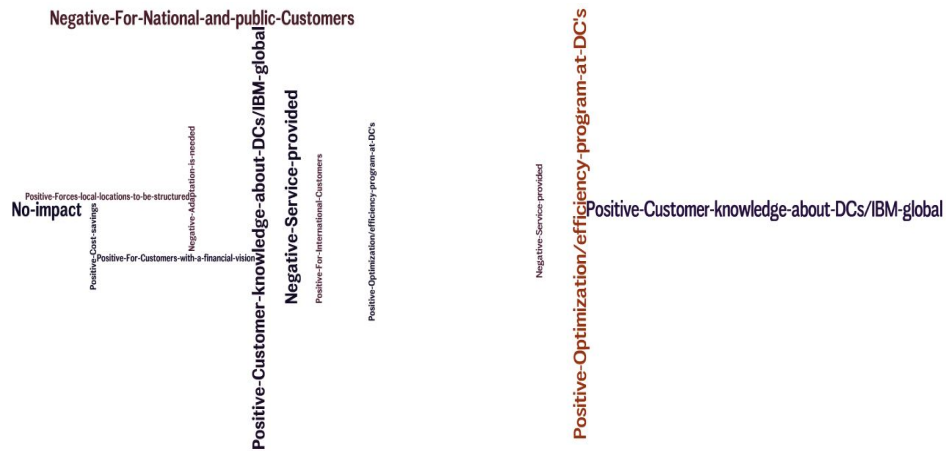 Negative-For-National-and-public-Customers
Positive-Forces-local-locations-to-be-structured
No-impact
Positive-Cost-savings
Positive-For-Customers-with-a-financial-vision
Negative-Adaptation-is-needed
Positive-Customer-knowledge-about-DCs/IBM-global
Negative-Service-provided
Positive-For-International-Customers
Positive-Optimization/efficiency-program-at-DC's
Negative-Service-provided
Positive-Optimization/efficiency-program-at-DC's
Positive-Customer-knowledge-about-DCs/IBM-global